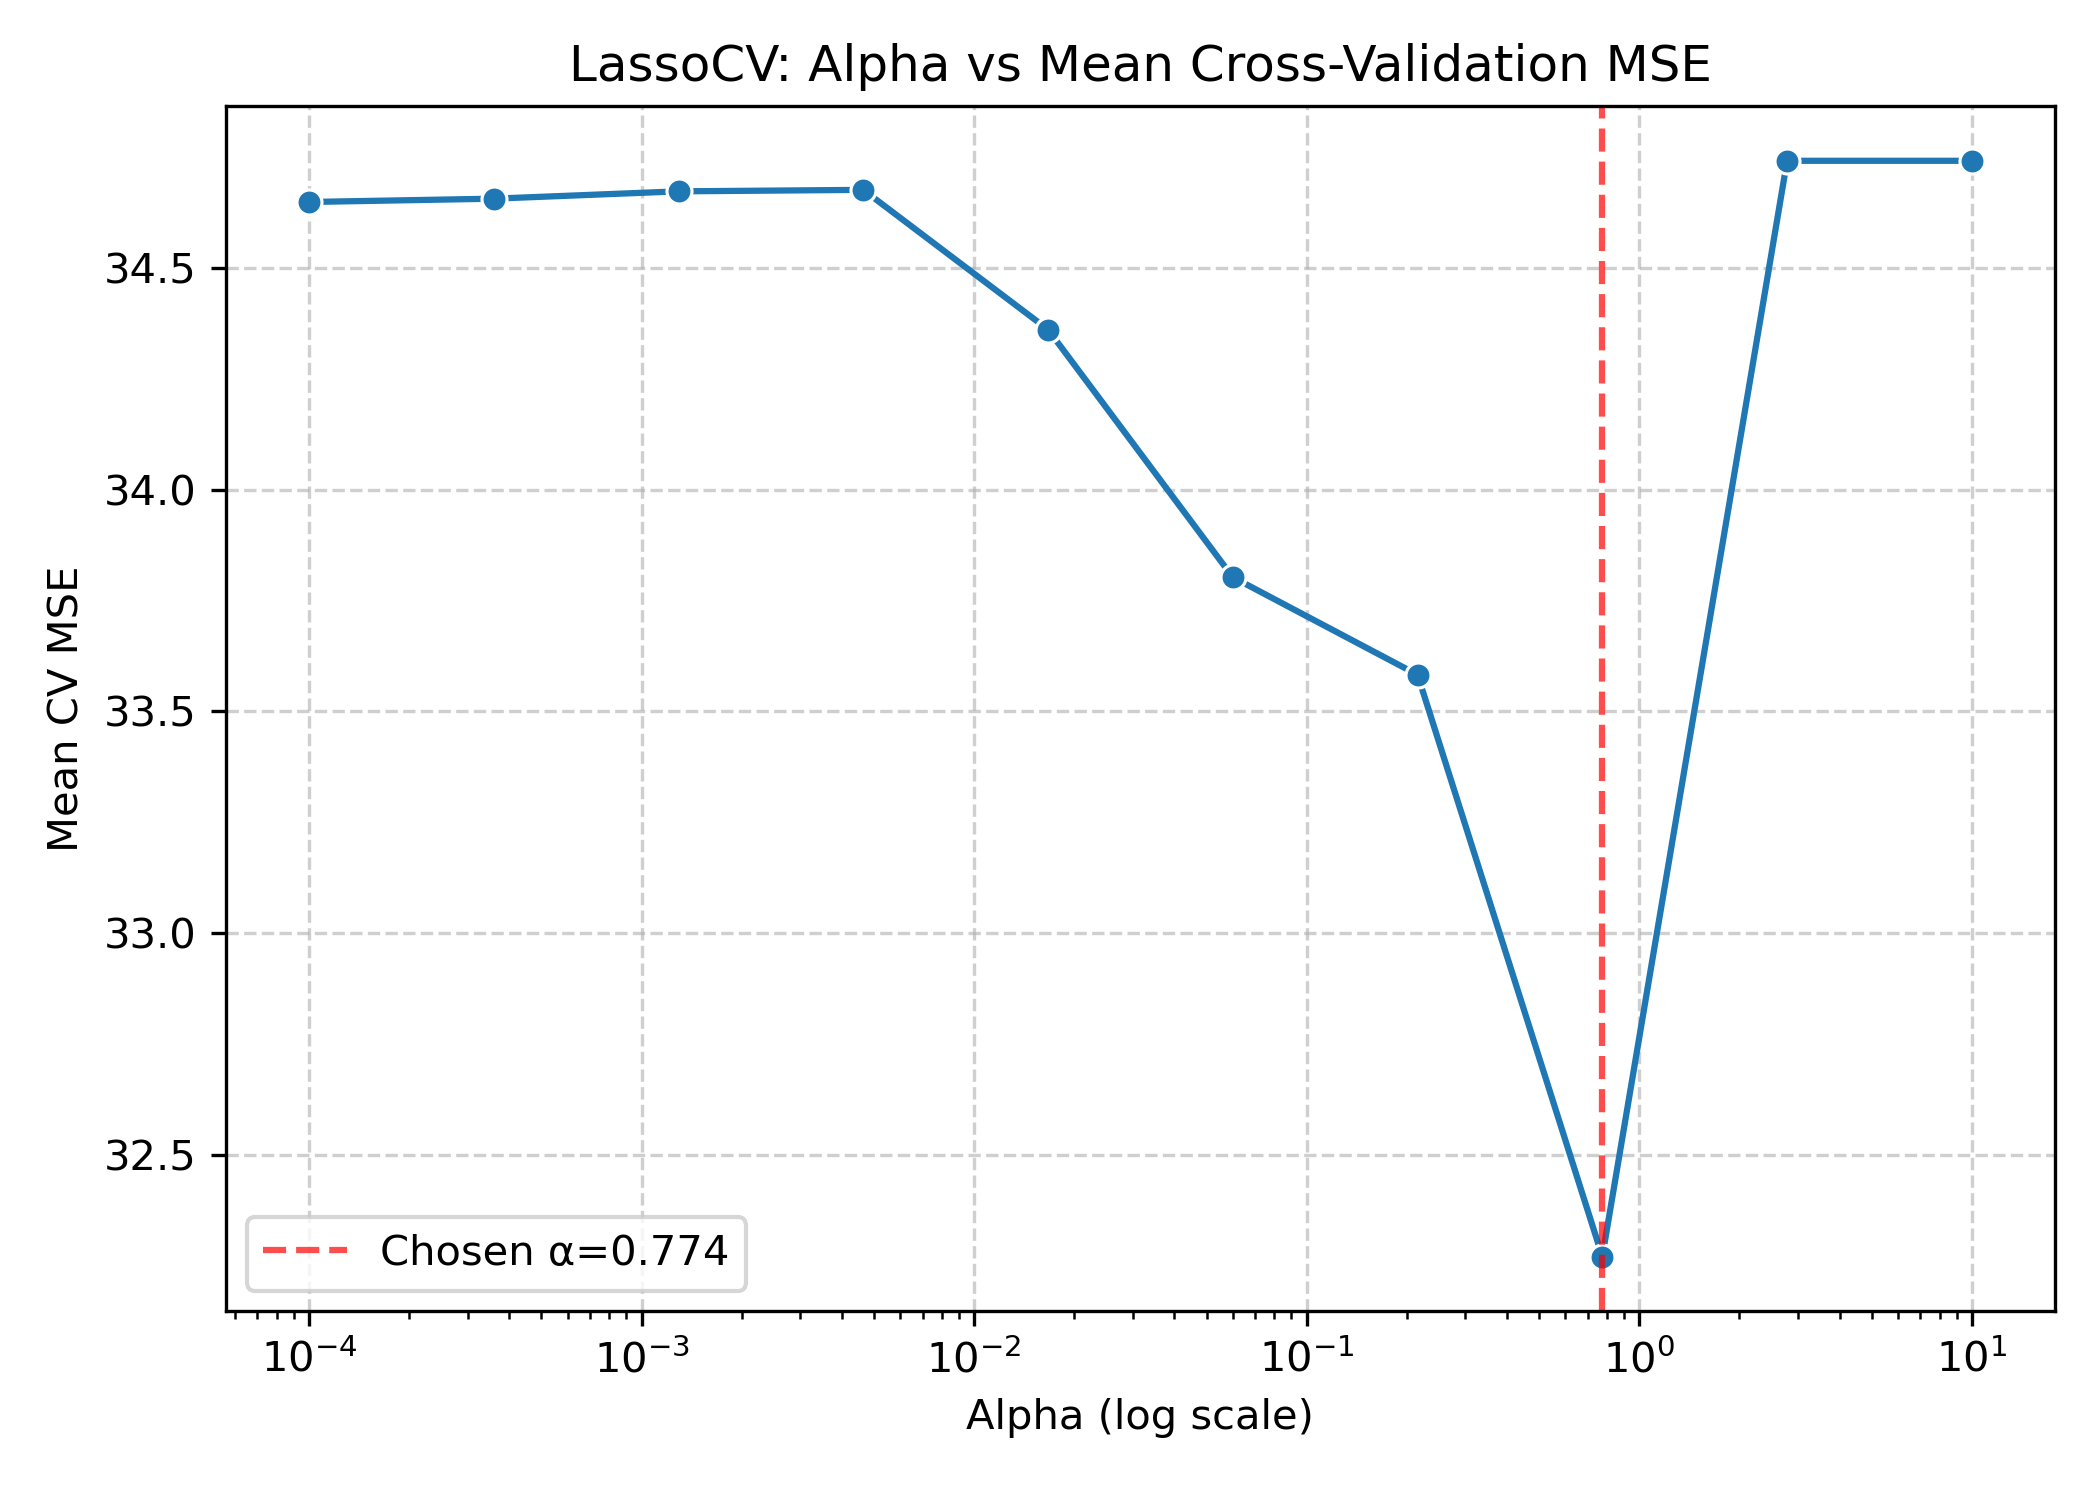 LassoCV: Alpha vs Mean Cross-Validation MSE
Mean CV MSE
34.5
34.0
33.5
33.0
32.5
Chosen α=0.774
10⁻⁴ 10⁻³ 10⁻² 10⁻¹ 10⁰ 10¹
Alpha (log scale)